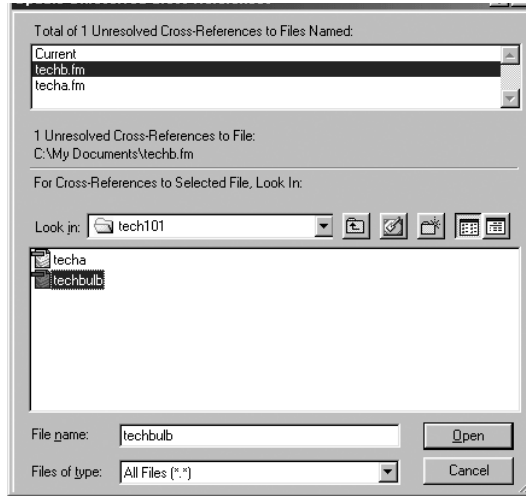 Total of 1 Unresolved Cross-References to Files Named:
Current
techb.fm
techa.fm
1 Unresolved Cross-References to File:
C:\My Documents\techb.fm
For Cross-References to Selected File, Look In:
Look in: tech101
techa
techbulb
File name: techbulb Open
Files of type: All Files (*.*) Cancel